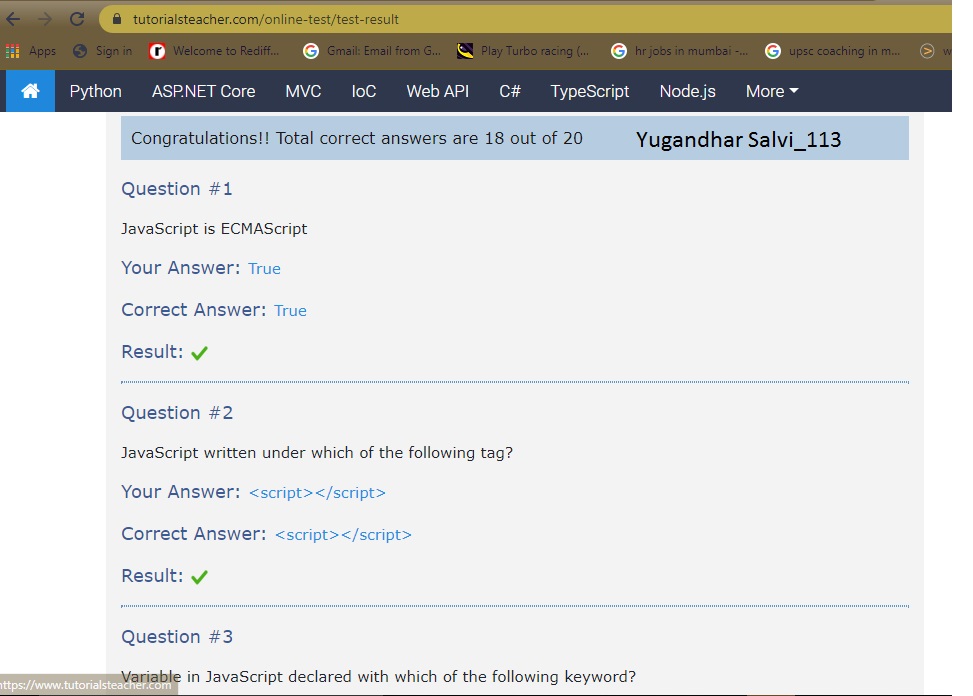 tutorialsteacher.com/online-test/test-result
Apps Sign in Welcome to Rediff... Gmail: Email from G... Play Turbo racing (... hr jobs in mumbai -... upsc coaching in m... w
Python ASP.NET Core MVC IoC Web API C# TypeScript Node.js More
Congratulations!! Total correct answers are 18 out of 20 Yugandhar Salvi_113
Question #1
JavaScript is ECMAScript
Your Answer: True
Correct Answer: True
Result:
Question #2
JavaScript written under which of the following tag?
Your Answer: <script></script>
Correct Answer: <script></script>
Result:
Question #3
Variable in JavaScript declared with which of the following keyword?
https://www.tutorialsteacher.com